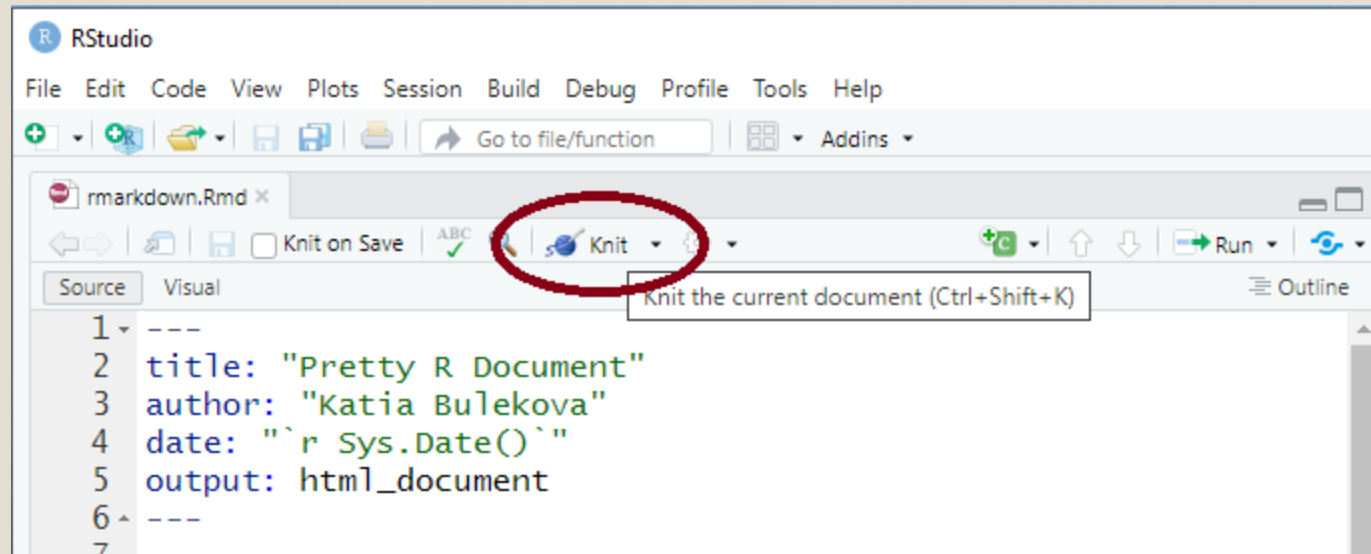 RStudio
File Edit Code View Plots Session Build Debug Profile Tools Help
Go to file/function Addins
rmarkdown.Rmd
Knit on Save ABC Knit C Run
Source Visual Knit the current document (Ctrl+Shift+K) Outline
1 ---
2 title: "Pretty R Document"
3 author: "Katia Bulekova"
4 date: "`r Sys.Date()`"
5 output: html_document
6 ---
7